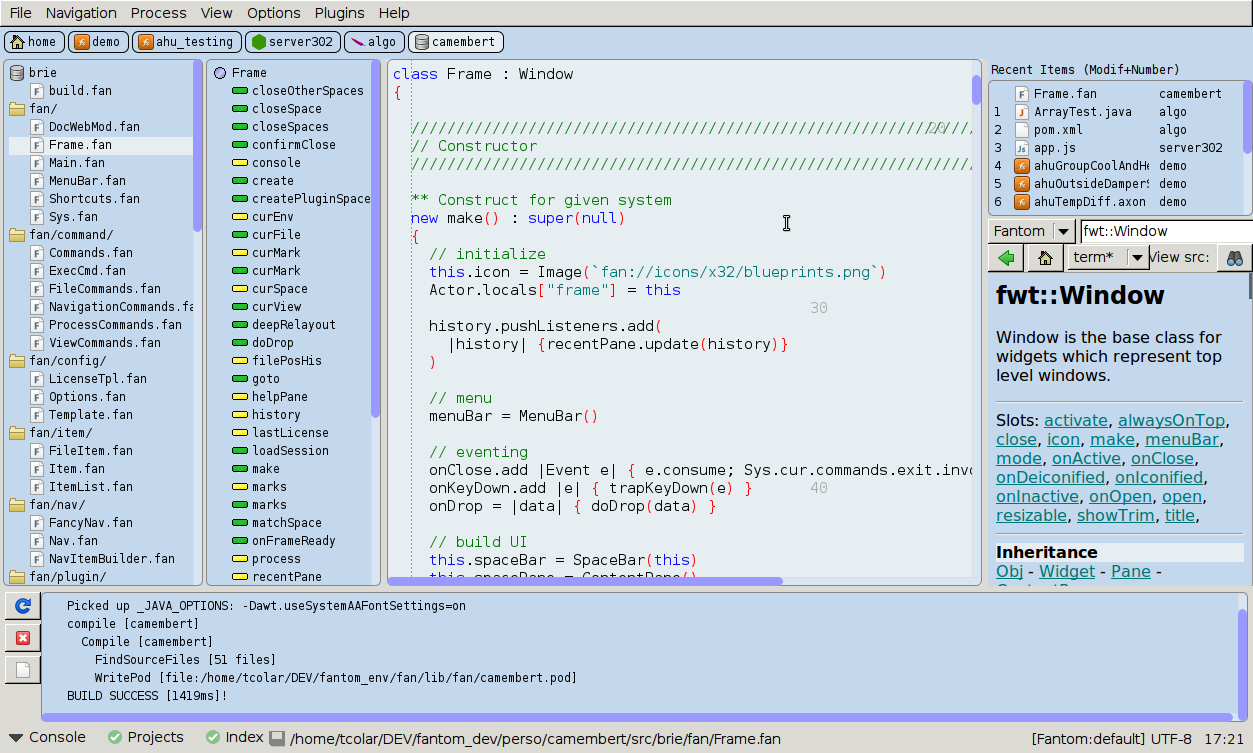 File Navigation Process View Options Plugins Help
home demo ahu_testing server302 algo camembert
brie
build.fan
fan/
DocWebMod.fan
Frame.fan
Main.fan
MenuBar.fan
Shortcuts.fan
Sys.fan
fan/command/
Commands.fan
ExecCmd.fan
FileCommands.fan
NavigationCommands.fa
ProcessCommands.fan
ViewCommands.fan
fan/config/
LicenseTpl.fan
Options.fan
Template.fan
fan/item/
FileItem.fan
Item.fan
ItemList.fan
fan/nav/
FancyNav.fan
Nav.fan
NavItemBuilder.fan
fan/plugin/
Frame
closeOtherSpaces
closeSpace
closeSpaces
confirmClose
console
create
createPluginSpace
curEnv
curFile
curMark
curMark
curSpace
curView
deepRelayout
doDrop
filePosHis
goto
helpPane
history
lastLicense
loadSession
make
marks
marks
matchSpace
onFrameReady
process
recentPane
class Frame : Window
{
////////////////////////////////////////////////////////////// 20
// Constructor
//////////////////////////////////////////////////////////////
** Construct for given system
new make() : super(null)
{
// initialize
this.icon = Image(`fan://icons/x32/blueprints.png`)
Actor.locals["frame"] = this
30
history.pushListeners.add(
|history| {recentPane.update(history)}
)
// menu
menuBar = MenuBar()
// eventing
onClose.add |Event e| { e.consume; Sys.cur.commands.exit.invo
onKeyDown.add |e| { trapKeyDown(e) } 40
onDrop = |data| { doDrop(data) }
// build UI
this.spaceBar = SpaceBar(this)
this.spacePane = ContentPane()
Recent Items (Modif+Number)
Frame.fan camembert
1 ArrayTest.java algo
2 pom.xml algo
3 app.js server302
4 ahuGroupCoolAndHe demo
5 ahuOutsideDamperS demo
6 ahuTempDiff.axon demo
Fantom fwt::Window
term* View src:
fwt::Window
Window is the base class for
widgets which represent top
level windows.
Slots: activate, alwaysOnTop,
close, icon, make, menuBar,
mode, onActive, onClose,
onDeiconified, onIconified,
onInactive, onOpen, open,
resizable, showTrim, title,
Inheritance
Obj - Widget - Pane -
Picked up _JAVA_OPTIONS: -Dawt.useSystemAAFontSettings=on
compile [camembert]
Compile [camembert]
FindSourceFiles [51 files]
WritePod [file:/home/tcolar/DEV/fantom_env/fan/lib/fan/camembert.pod]
BUILD SUCCESS [1419ms]!
Console Projects Index /home/tcolar/DEV/fantom_dev/perso/camembert/src/brie/fan/Frame.fan [Fantom:default] UTF-8 17:21